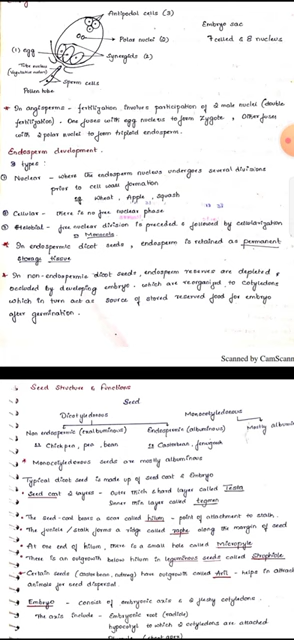 Antipodal cells (3)
Embryo sac
Polar nuclei (2)
7 celled & 8 nucleus
(1) egg
Synergids (2)
Tube nucleus
(vegetative nucleus)
Sperm cells
Pollen tube
* In angiosperms - fertilization involve participation of 2 male nuclei (double
fertilization). One fuses with egg nucleus to form zygote, Other fuses
with 2 polar nuclei to form triploid endosperm.
Endosperm development.
3 types:
① Nuclear - where the endosperm nucleus undergoes several divisions
prior to cell wall formation
eg Wheat, Apple, squash
② Cellular - there is no free nuclear phase
③ Helobial - free nuclear division is preceded & followed by cellularization
Monocots
* In endospermic dicot seeds, endosperm is retained as permanent
storage tissue
* In non-endospermic dicot seeds, endosperm reserves are depleted &
occluded by developing embryo. which are reorganized to cotyledons
which in turn act as source of stored reserved food for embryo
after germination.
Scanned by CamScann
* Seed Structure & Functions
Seed
Dicotyledonous
Monocotyledonous
Non endospermic (exalbuminous)
Endospermic (albuminous)
Mostly albumi
Chickpea, pea, bean
Castorbean, fenugreek
* Monocotyledonous seeds are mostly albuminous
Typical dicot seed is made up of seed coat & Embryo
Seed coat 2 layers - outer thick & hard layer called Testa
Inner thin layer called tegmen
The seed-coat bears a scar called hilum - point of attachment to stalk.
The funicle / stalk forms a ridge called raphe along the margin of seed
At one end of hilum, there is a small hole called Micropyle
There is an outgrowth below hilum in leguminous seeds called Strophiole
Certain seeds (castorbean, nutmeg) have outgrowth called Aril - helps in attract
animals for seed dispersal
Embryo - consist of embryonic axis & 2 fleshy cotyledons.
The axis include - Embryonic root (radicle)
hypocotyl to which 2 cotyledons are attached